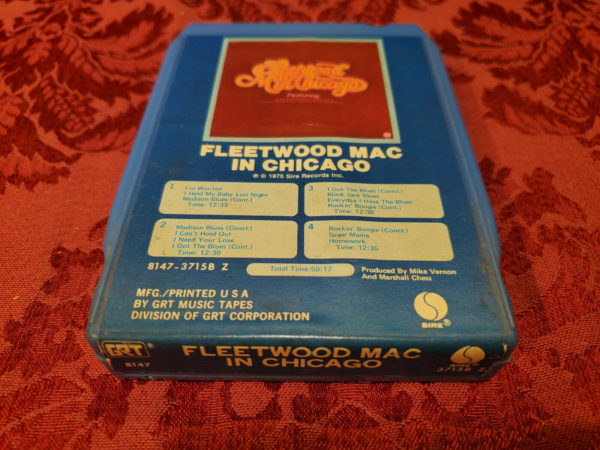 Fleetwood
Mac Chicago
FLEETWOOD MAC
IN CHICAGO
℗ © 1975 Sire Records Inc.
1
I'm Worried
I Held My Baby Last Night
Madison Blues (Cont.)
Time: 12:33
2
Madison Blues (Concl.)
I Can't Hold Out
I Need Your Love
I Got The Blues (Cont.)
Time: 12:30
3
I Got The Blues (Concl.)
Black Jack Blues
Everyday I Have The Blues
Rockin' Boogie (Cont.)
Time: 12:38
4
Rockin' Boogie (Concl.)
Sugar Mama
Homework
Time: 12:36
8147-3715B Z
Total Time: 50:17
Produced By Mike Vernon
And Marshall Chess
MFG./PRINTED U S A
BY GRT MUSIC TAPES
DIVISION OF GRT CORPORATION
SIRE®
GRT
8147
FLEETWOOD MAC
IN CHICAGO
3715B Z